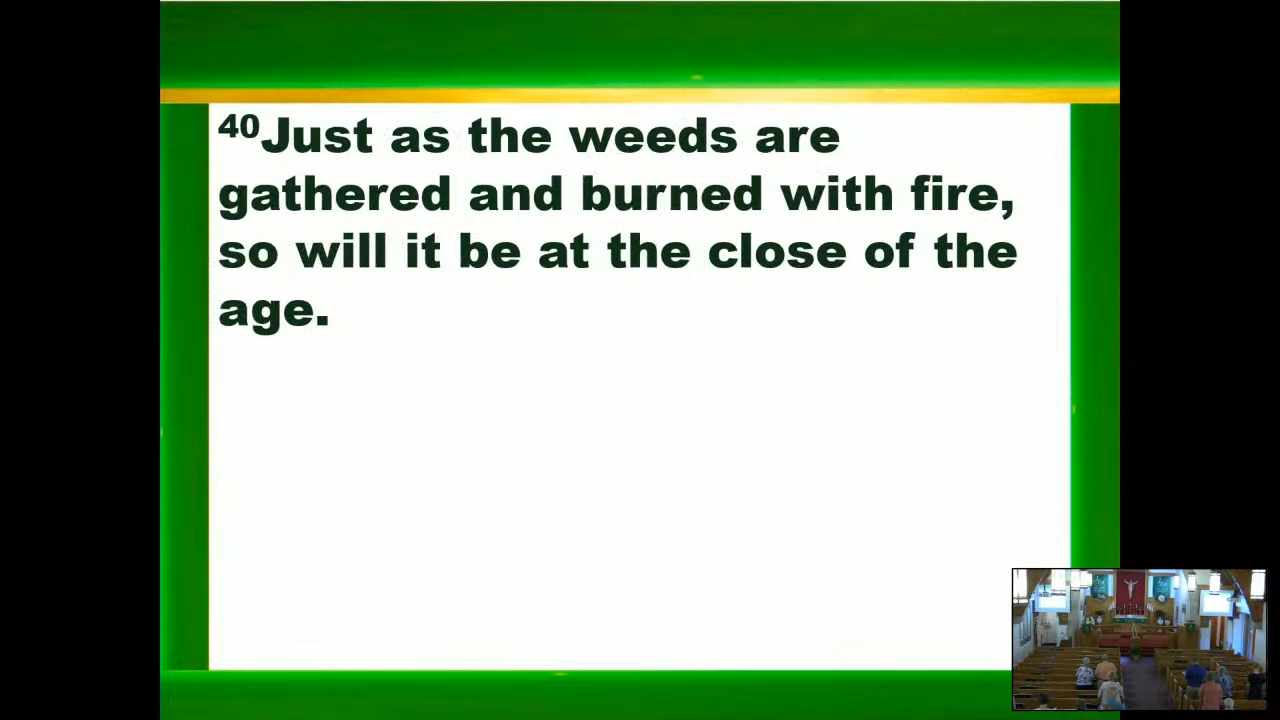 40Just as the weeds are
gathered and burned with fire,
so will it be at the close of the
age.